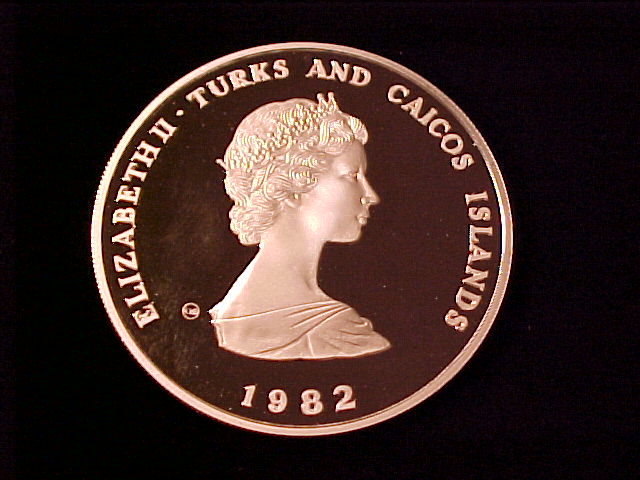 ELIZABETH II · TURKS AND CAICOS ISLANDS
1982